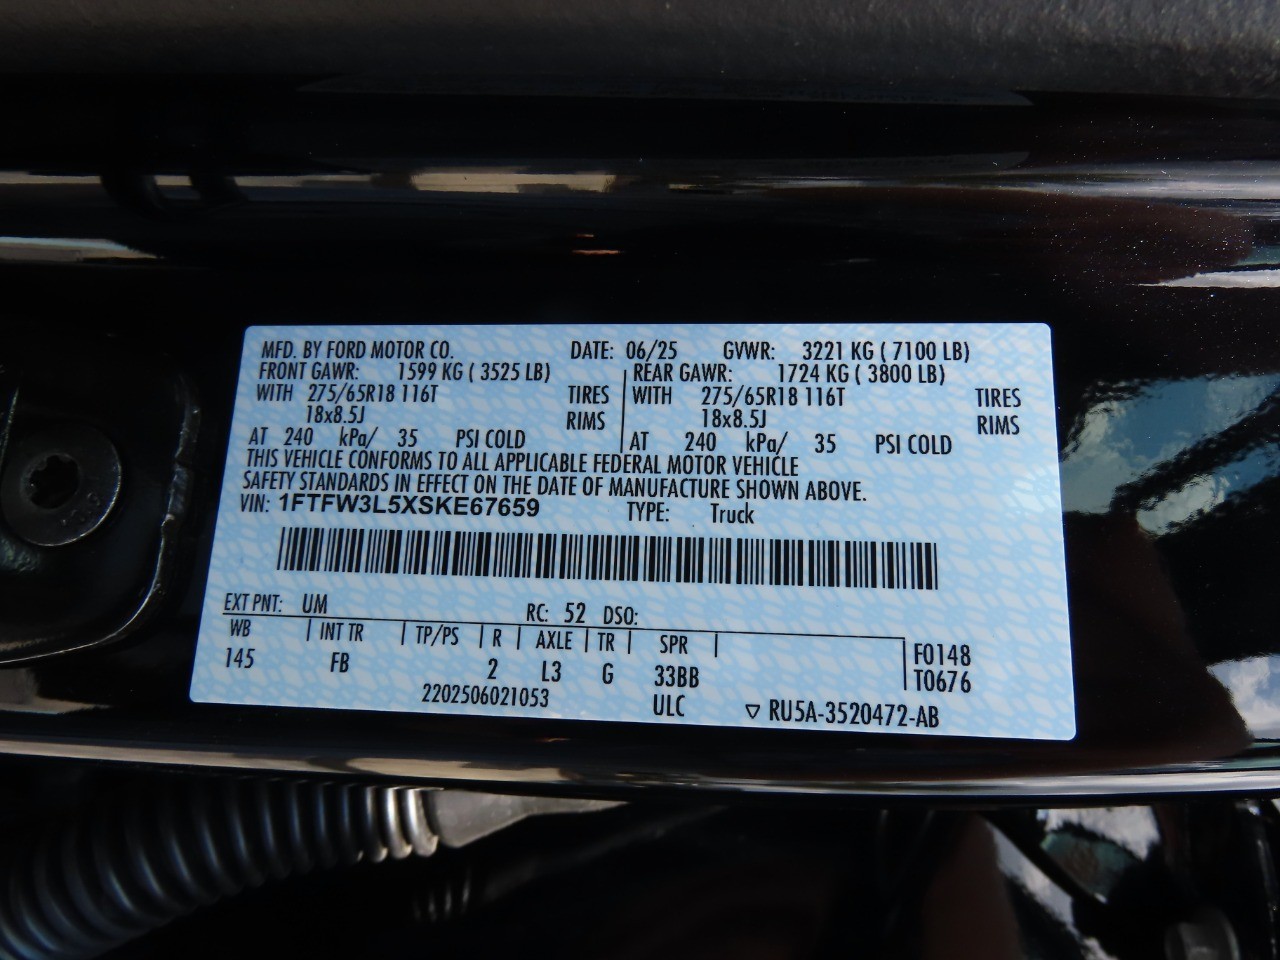 MFD. BY FORD MOTOR CO. DATE: 06/25 GVWR: 3221 KG ( 7100 LB)
FRONT GAWR: 1599 KG ( 3525 LB) REAR GAWR: 1724 KG ( 3800 LB)
WITH 275/65R18 116T TIRES WITH 275/65R18 116T TIRES
18x8.5J RIMS 18x8.5J RIMS
AT 240 kPa/ 35 PSI COLD AT 240 kPa/ 35 PSI COLD
THIS VEHICLE CONFORMS TO ALL APPLICABLE FEDERAL MOTOR VEHICLE
SAFETY STANDARDS IN EFFECT ON THE DATE OF MANUFACTURE SHOWN ABOVE.
VIN: 1FTFW3L5XSKE67659 TYPE: Truck
EXT PNT: UM RC: 52 DSO:
WB INT TR TP/PS R AXLE TR SPR F0148
145 FB 2 L3 G 33BB T0676
2202506021053 ULC ▽ RU5A-3520472-AB